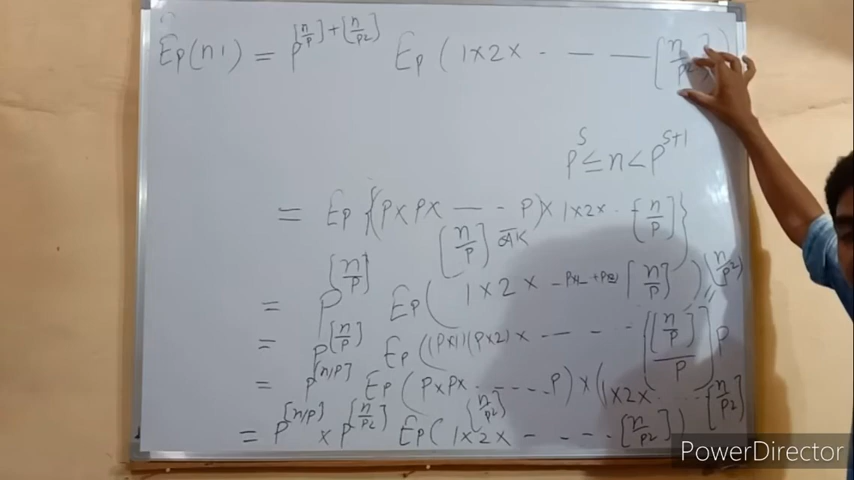 Ep(n!) = p^{[n/p]+[n/p²]} Ep(1×2× - - - [n/p²])
p^s ≤ n < p^{s+1}
= Ep{(p×p× - - - p)×1×2× - [n/p]}
[n/p]
= p^{[n/p]} Ep(1×2× - - - [n/p]) [n/p²]
= p^{[n/p]} Ep((p×1)(p×2)× - - - [[n/p]/p]p
= p^{[n/p]} Ep(p×p× - - - - - p)×(1×2× - - - [n/p²]
[n/p²]
= p^{[n/p]} × p^{[n/p²]} Ep(1×2× - - - - [n/p²])
PowerDirector